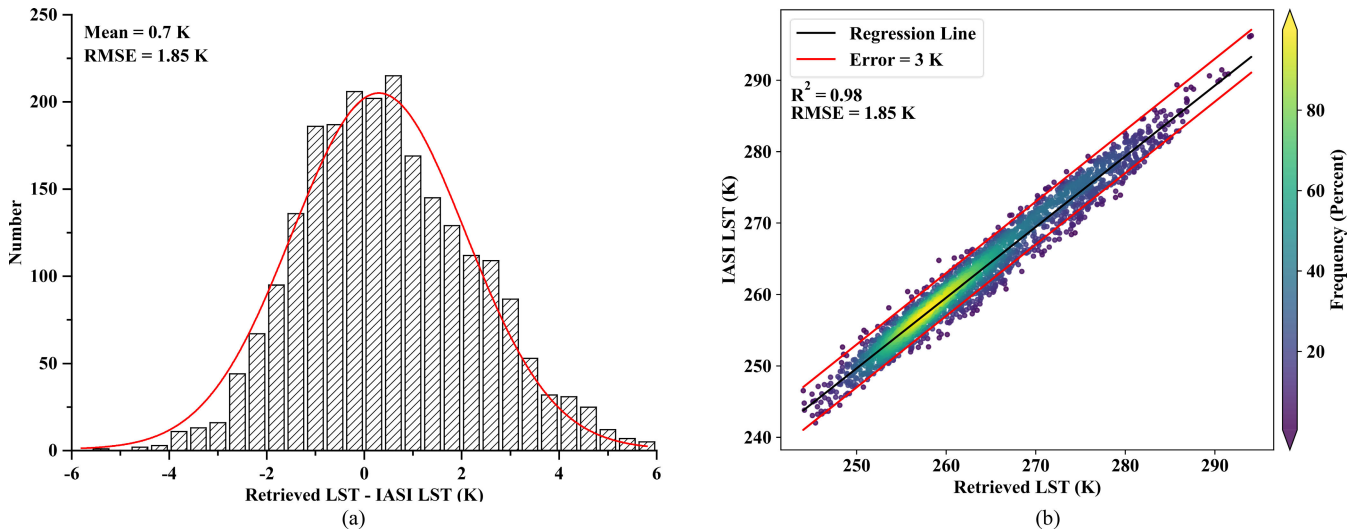 Mean = 0.7 K
RMSE = 1.85 K
250
200
150
100
50
0
Number
-6
-4
-2
0
2
4
6
Retrieved LST - IASI LST (K)
(a)
Regression Line
Error = 3 K
R² = 0.98
RMSE = 1.85 K
290
280
270
260
250
240
IASI LST (K)
250
260
270
280
290
Retrieved LST (K)
80
60
40
20
Frequency (Percent)
(b)